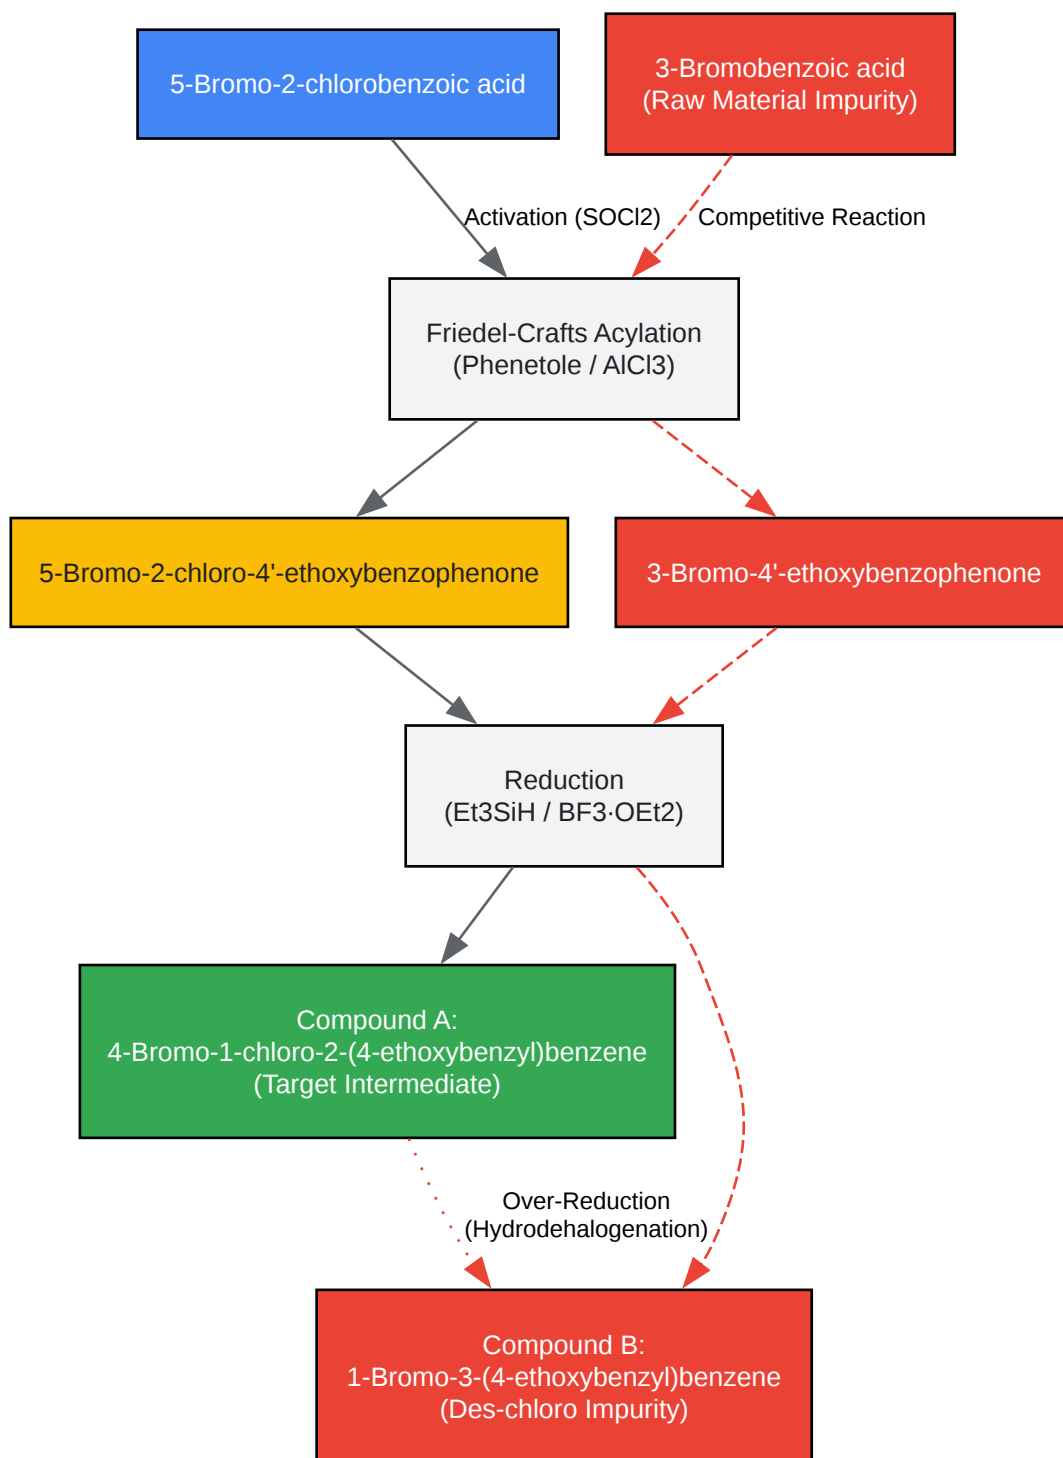 5-Bromo-2-chlorobenzoic acid
3-Bromobenzoic acid
(Raw Material Impurity)
Activation (SOCl2)
Competitive Reaction
Friedel-Crafts Acylation
(Phenetole / AlCl3)
5-Bromo-2-chloro-4'-ethoxybenzophenone
3-Bromo-4'-ethoxybenzophenone
Reduction
(Et3SiH / BF3·OEt2)
Compound A:
4-Bromo-1-chloro-2-(4-ethoxybenzyl)benzene
(Target Intermediate)
Over-Reduction
(Hydrodehalogenation)
Compound B:
1-Bromo-3-(4-ethoxybenzyl)benzene
(Des-chloro Impurity)